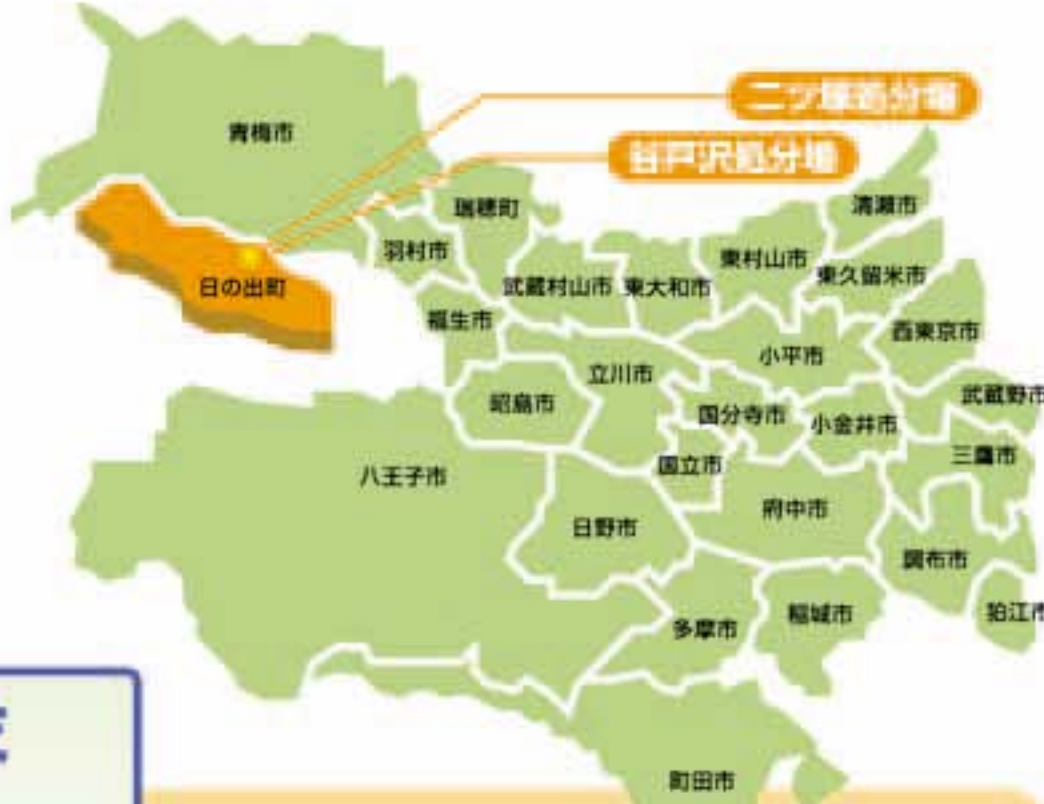 二ツ塚処分場
谷戸沢処分場
青梅市
日の出町
瑞穂町
羽村市
福生市
武蔵村山市
東大和市
東村山市
清瀬市
東久留米市
西東京市
小平市
立川市
昭島市
国分寺市
小金井市
武蔵野市
三鷹市
国立市
八王子市
日野市
府中市
調布市
狛江市
多摩市
稲城市
町田市